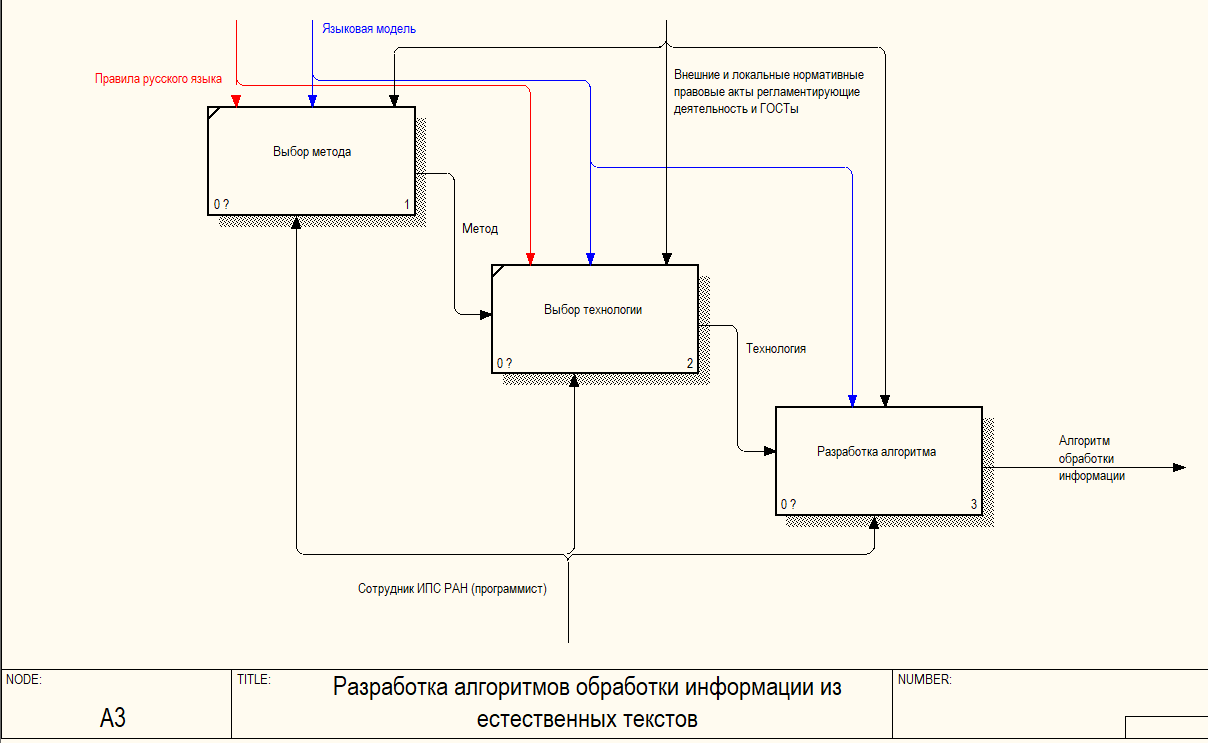 Языковая модель
Правила русского языка
Внешние и локальные нормативные
правовые акты регламентирующие
деятельность и ГОСТы
Выбор метода
0 ?
1
Метод
Выбор технологии
0 ?
2
Технология
Разработка алгоритма
0 ?
3
Алгоритм
обработки
информации
Сотрудник ИПС РАН (программист)
NODE:
A3
TITLE:
Разработка алгоритмов обработки информации из
естественных текстов
NUMBER: